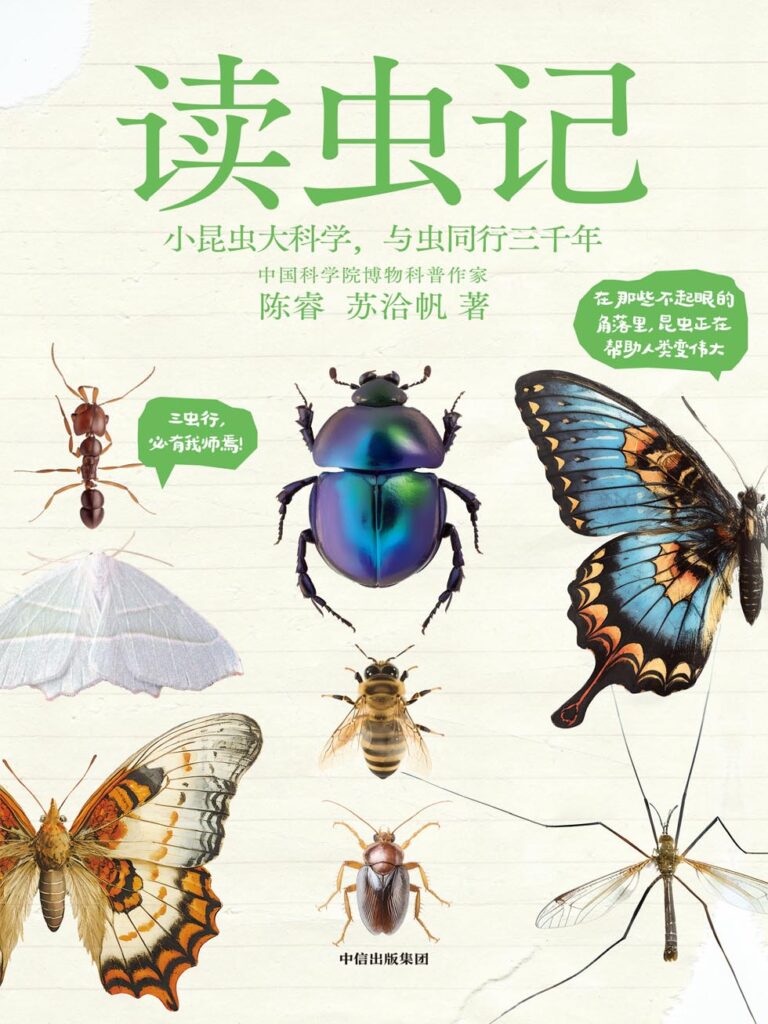 读虫记
小昆虫大科学，与虫同行三千年
中国科学院博物科普作家
陈睿 苏洽帆 著
在那些不起眼的
角落里，昆虫正在
帮助人类变伟大
三虫行，
必有我师焉！
中信出版集团